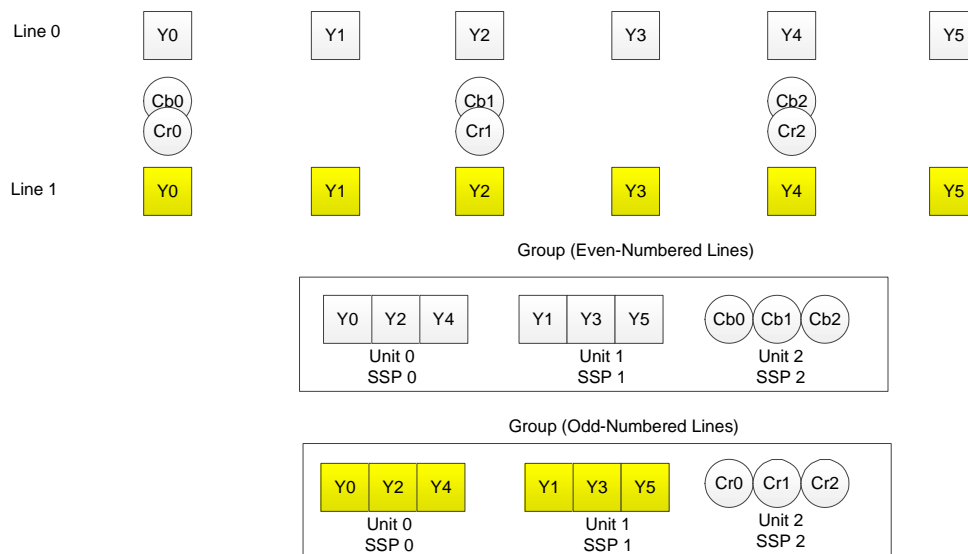 Line 0 Y0 Y1 Y2 Y3 Y4 Y5
Cb0 Cb1 Cb2
Cr0 Cr1 Cr2
Line 1 Y0 Y1 Y2 Y3 Y4 Y5
Group (Even-Numbered Lines)
Y0 Y2 Y4 Y1 Y3 Y5 Cb0 Cb1 Cb2
Unit 0 Unit 1 Unit 2
SSP 0 SSP 1 SSP 2
Group (Odd-Numbered Lines)
Y0 Y2 Y4 Y1 Y3 Y5 Cr0 Cr1 Cr2
Unit 0 Unit 1 Unit 2
SSP 0 SSP 1 SSP 2